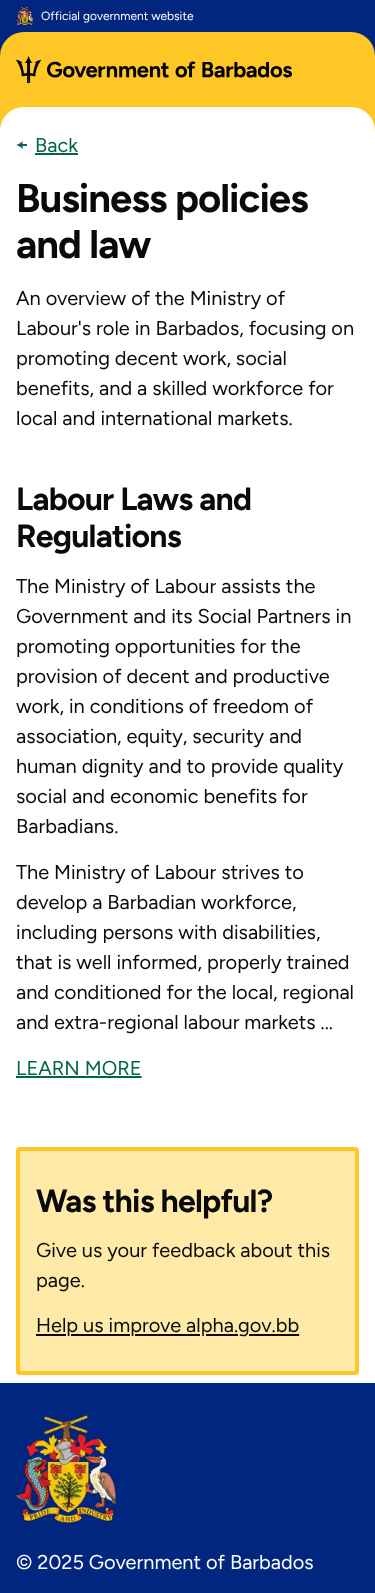 Official government website
Government of Barbados
Back
Business policies
and law
An overview of the Ministry of
Labour's role in Barbados, focusing on
promoting decent work, social
benefits, and a skilled workforce for
local and international markets.
Labour Laws and
Regulations
The Ministry of Labour assists the
Government and its Social Partners in
promoting opportunities for the
provision of decent and productive
work, in conditions of freedom of
association, equity, security and
human dignity and to provide quality
social and economic benefits for
Barbadians.
The Ministry of Labour strives to
develop a Barbadian workforce,
including persons with disabilities,
that is well informed, properly trained
and conditioned for the local, regional
and extra-regional labour markets ...
LEARN MORE
Was this helpful?
Give us your feedback about this
page.
Help us improve alpha.gov.bb
PRIDE AND INDUSTRY
© 2025 Government of Barbados